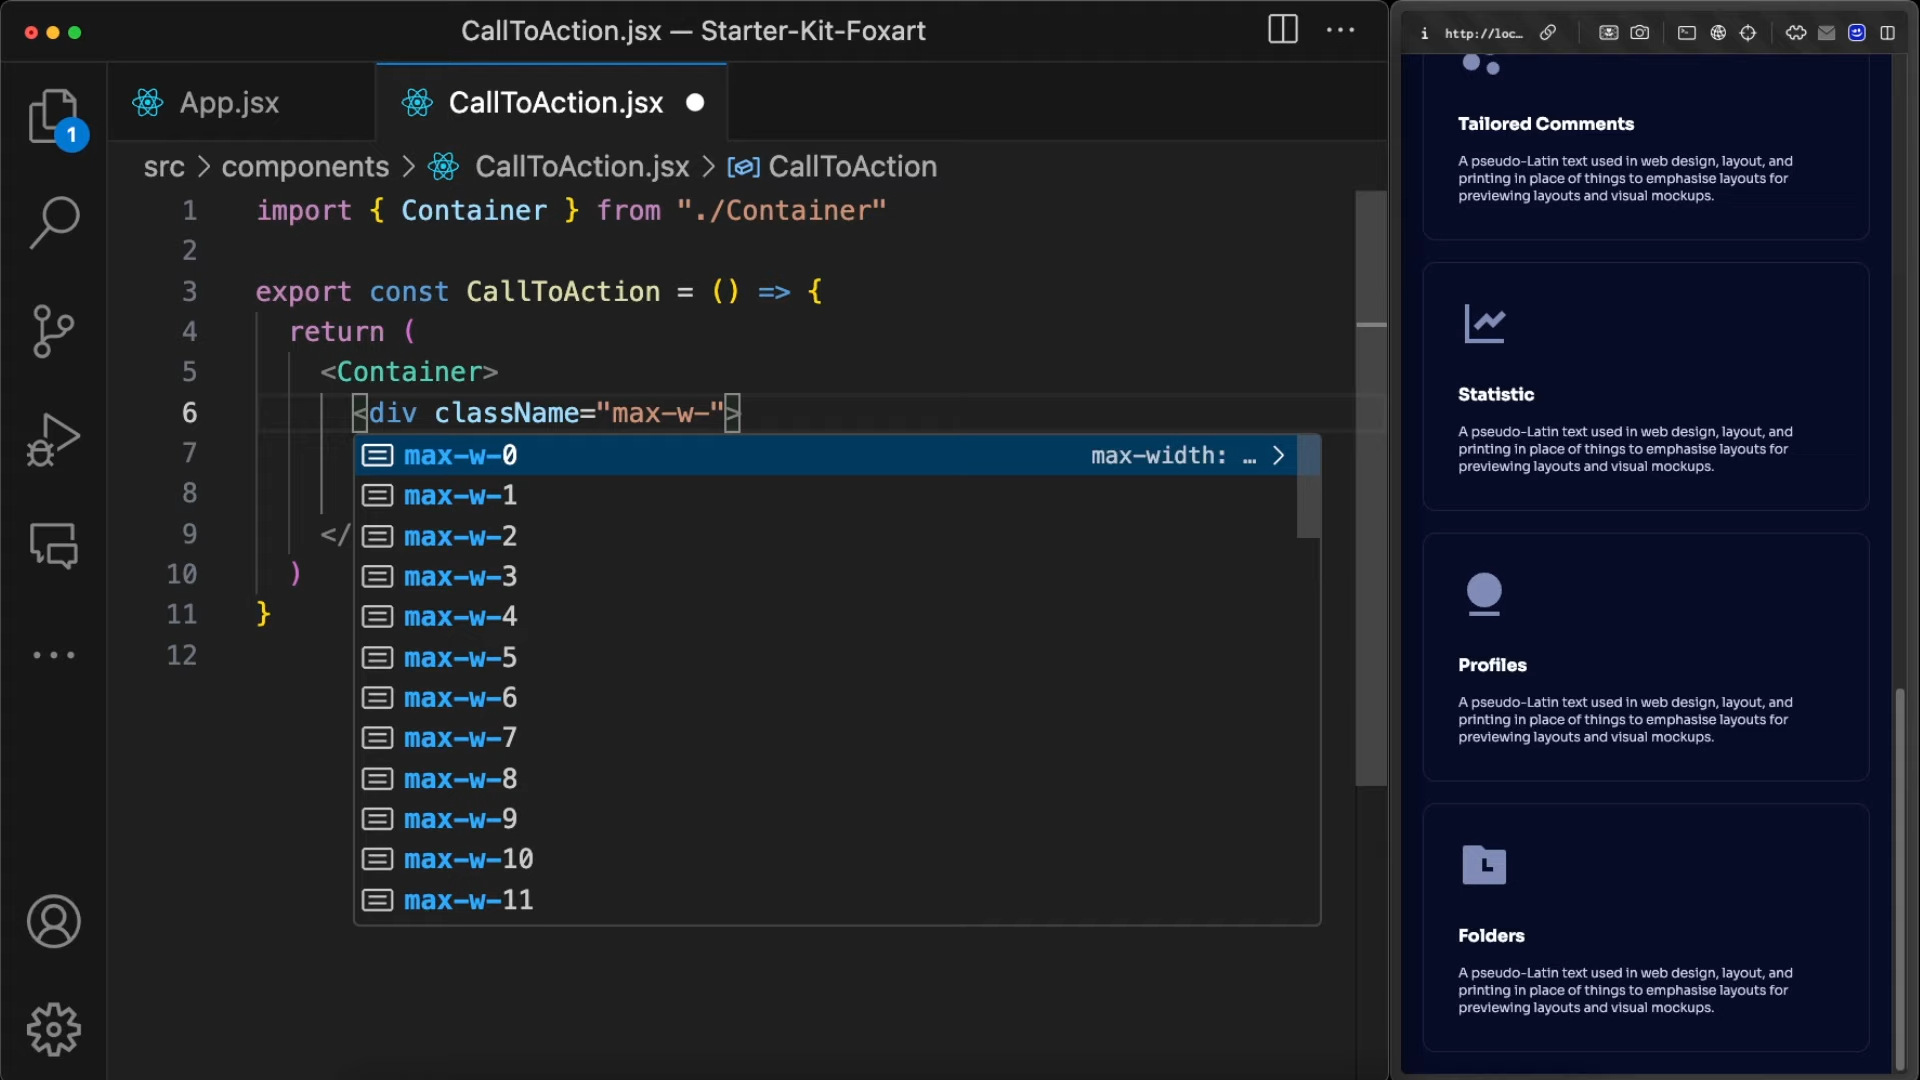 CallToAction.jsx — Starter-Kit-Foxart
App.jsx
CallToAction.jsx
1
src > components > CallToAction.jsx > CallToAction
1 import { Container } from "./Container"
2
3 export const CallToAction = () => {
4 return (
5 <Container>
6 <div className="max-w-">
7
8
9 </
10 )
11 }
12
max-w-0 max-width: … >
max-w-1
max-w-2
max-w-3
max-w-4
max-w-5
max-w-6
max-w-7
max-w-8
max-w-9
max-w-10
max-w-11
http://loc…
Tailored Comments
A pseudo-Latin text used in web design, layout, and
printing in place of things to emphasise layouts for
previewing layouts and visual mockups.
Statistic
A pseudo-Latin text used in web design, layout, and
printing in place of things to emphasise layouts for
previewing layouts and visual mockups.
Profiles
A pseudo-Latin text used in web design, layout, and
printing in place of things to emphasise layouts for
previewing layouts and visual mockups.
Folders
A pseudo-Latin text used in web design, layout, and
printing in place of things to emphasise layouts for
previewing layouts and visual mockups.